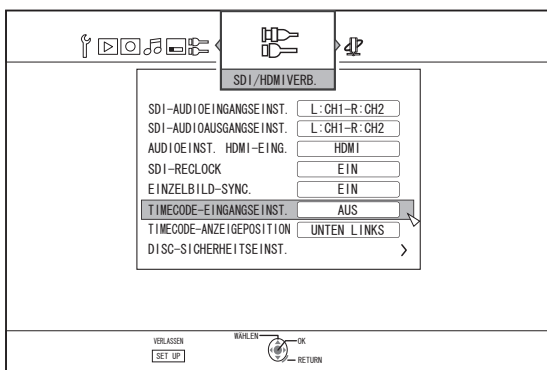 SDI/HDMIVERB.
SDI-AUDIOEINGANGSEINST. L:CH1-R:CH2
SDI-AUDIOAUSGANGSEINST. L:CH1-R:CH2
AUDIOEINST. HDMI-EING. HDMI
SDI-RECLOCK EIN
EINZELBILD-SYNC. EIN
TIMECODE-EINGANGSEINST. AUS
TIMECODE-ANZEIGEPOSITION UNTEN LINKS
DISC-SICHERHEITSEINST.
VERLASSEN
SET UP
WÄHLEN
OK
RETURN